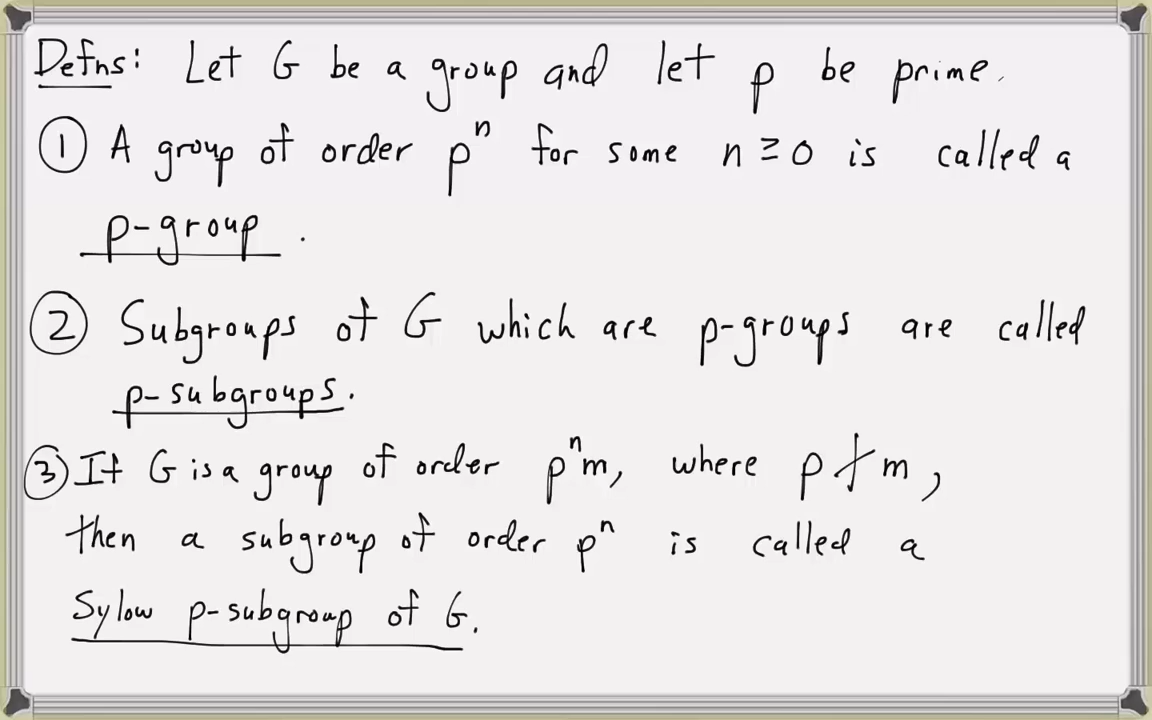 Defns: Let G be a group and let p be prime.
① A group of order pⁿ for some n ≥ 0 is called a
p-group.
② Subgroups of G which are p-groups are called
p-subgroups.
③ If G is a group of order pⁿm, where p∤m,
then a subgroup of order pⁿ is called a
Sylow p-subgroup of G.